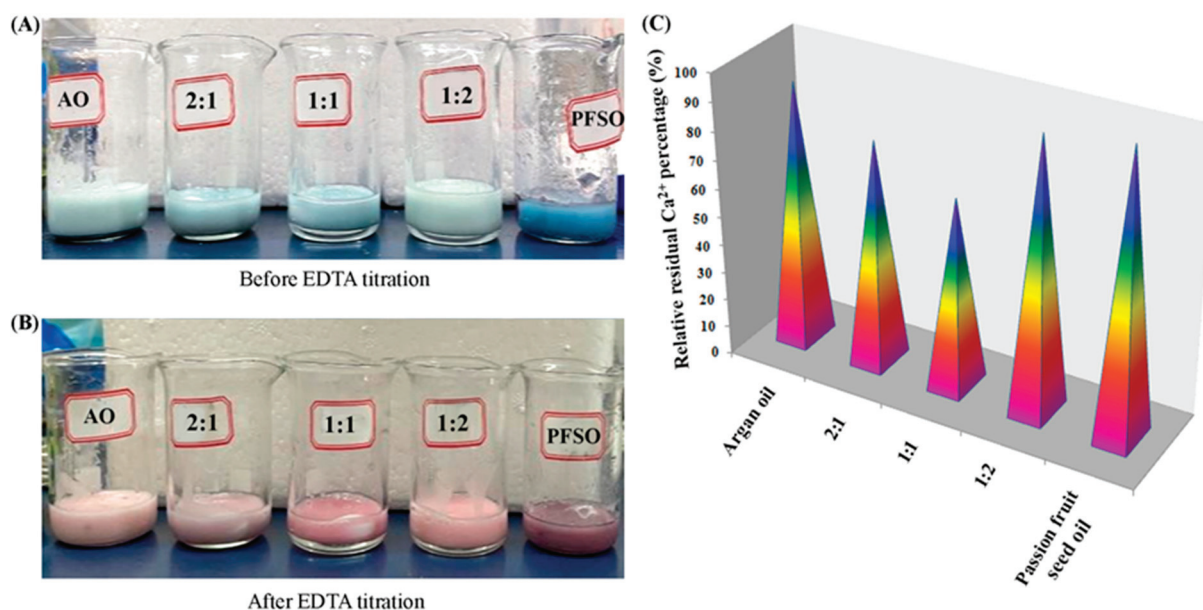 (A)
AO
2:1
1:1
1:2
PFSO
Before EDTA titration
(B)
AO
2:1
1:1
1:2
PFSO
After EDTA titration
(C)
Relative residual Ca²⁺ percentage (%)
100
90
80
70
60
50
40
30
20
10
0
Argan oil
2:1
1:1
1:2
Passion fruit
seed oil